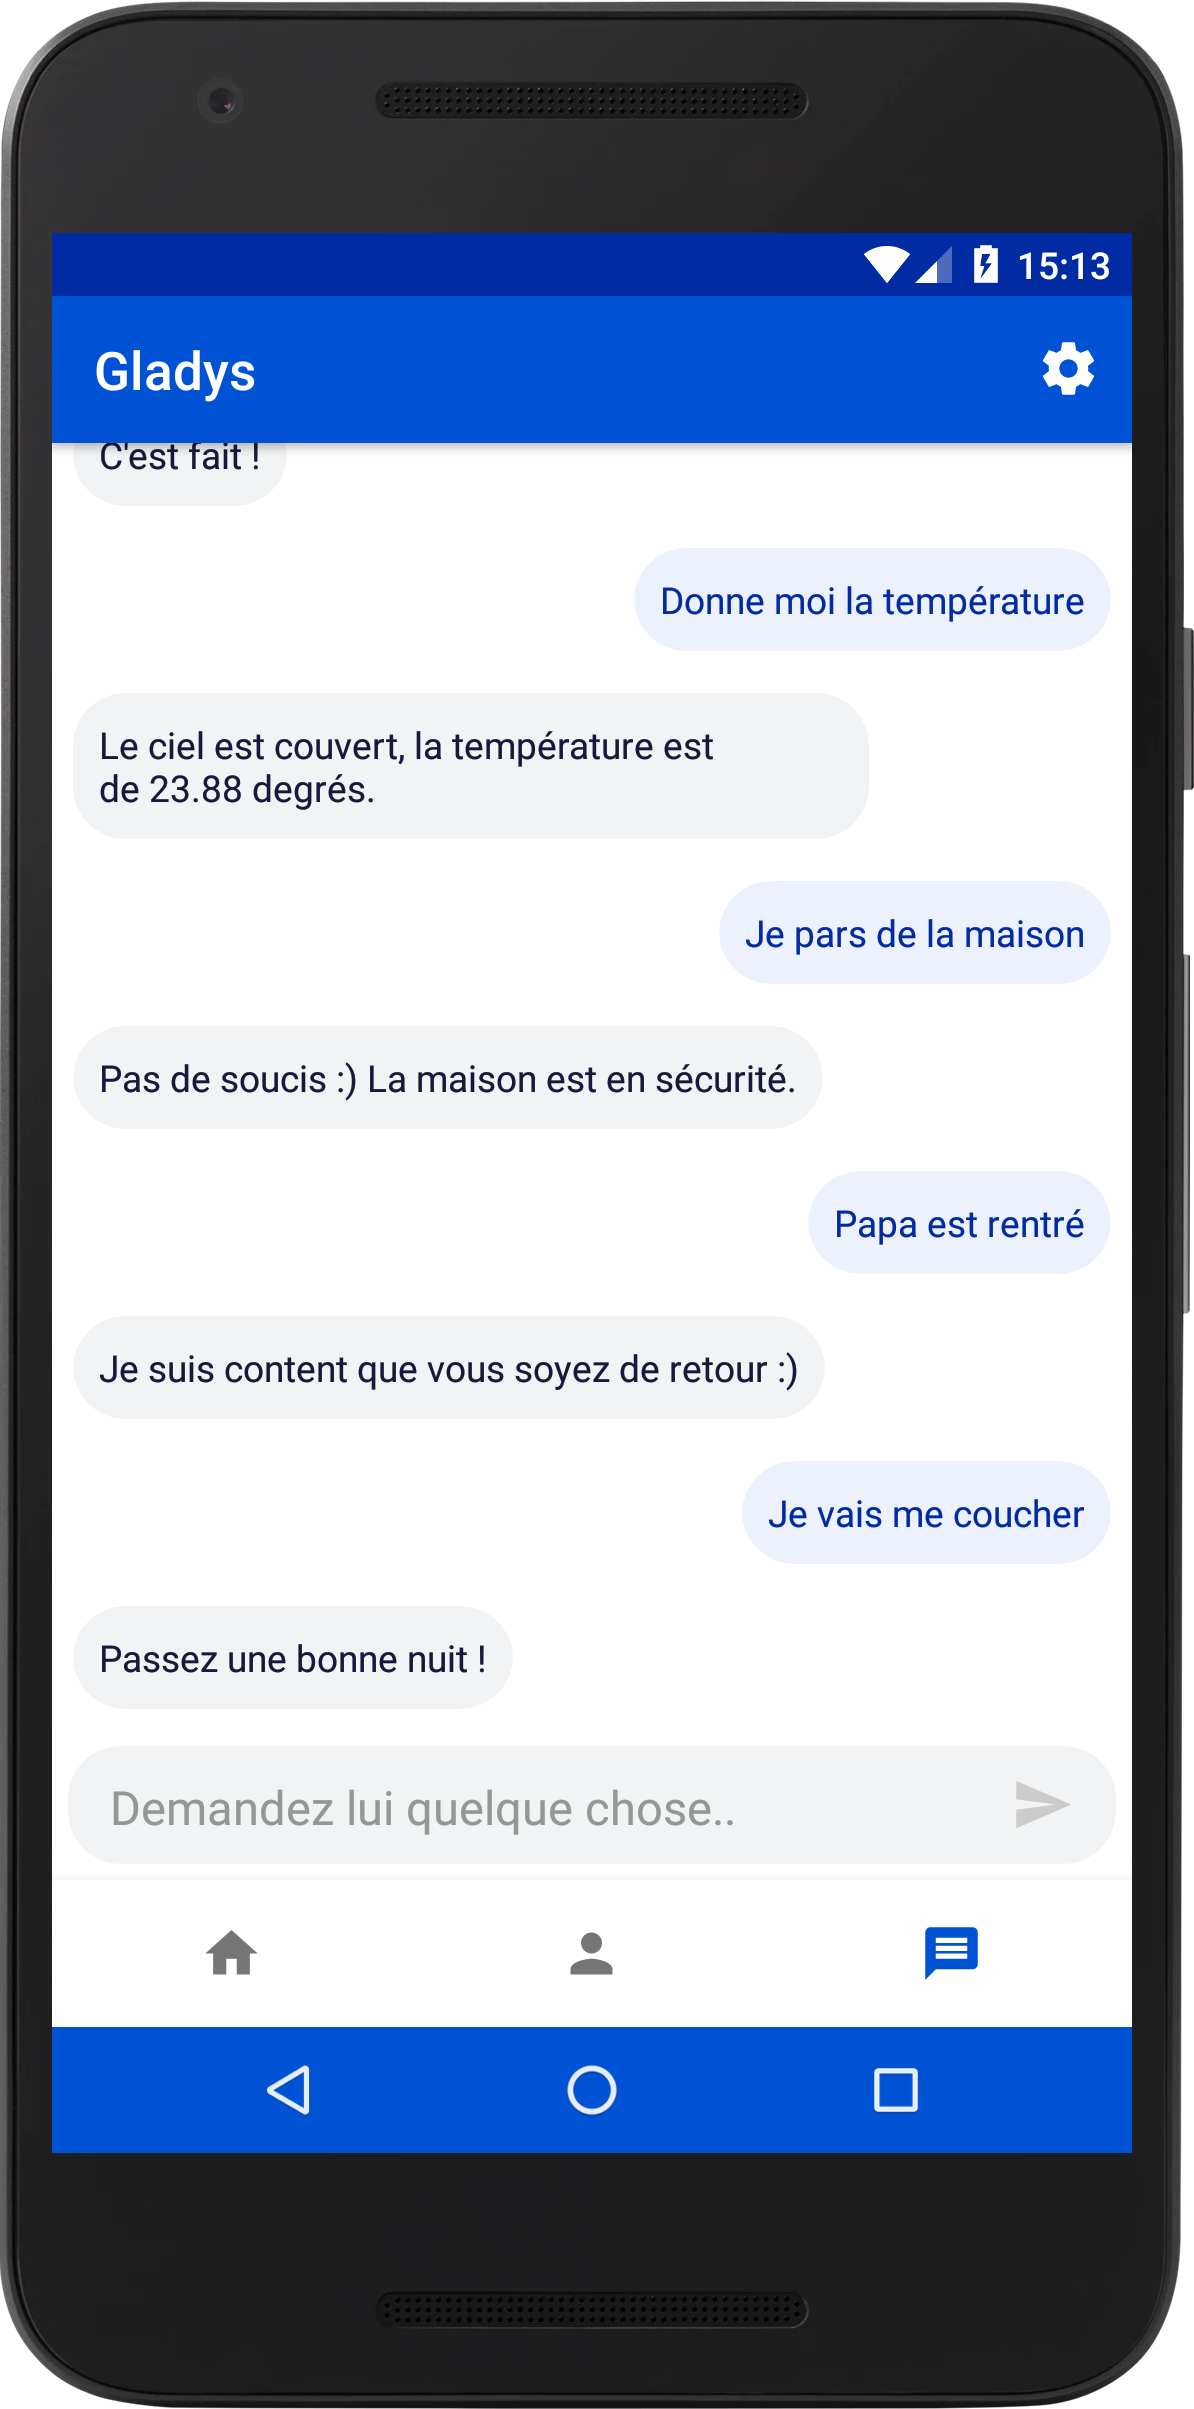 15:13
Gladys
C'est fait !
Donne moi la température
Le ciel est couvert, la température est
de 23.88 degrés.
Je pars de la maison
Pas de soucis :) La maison est en sécurité.
Papa est rentré
Je suis content que vous soyez de retour :)
Je vais me coucher
Passez une bonne nuit !
Demandez lui quelque chose..